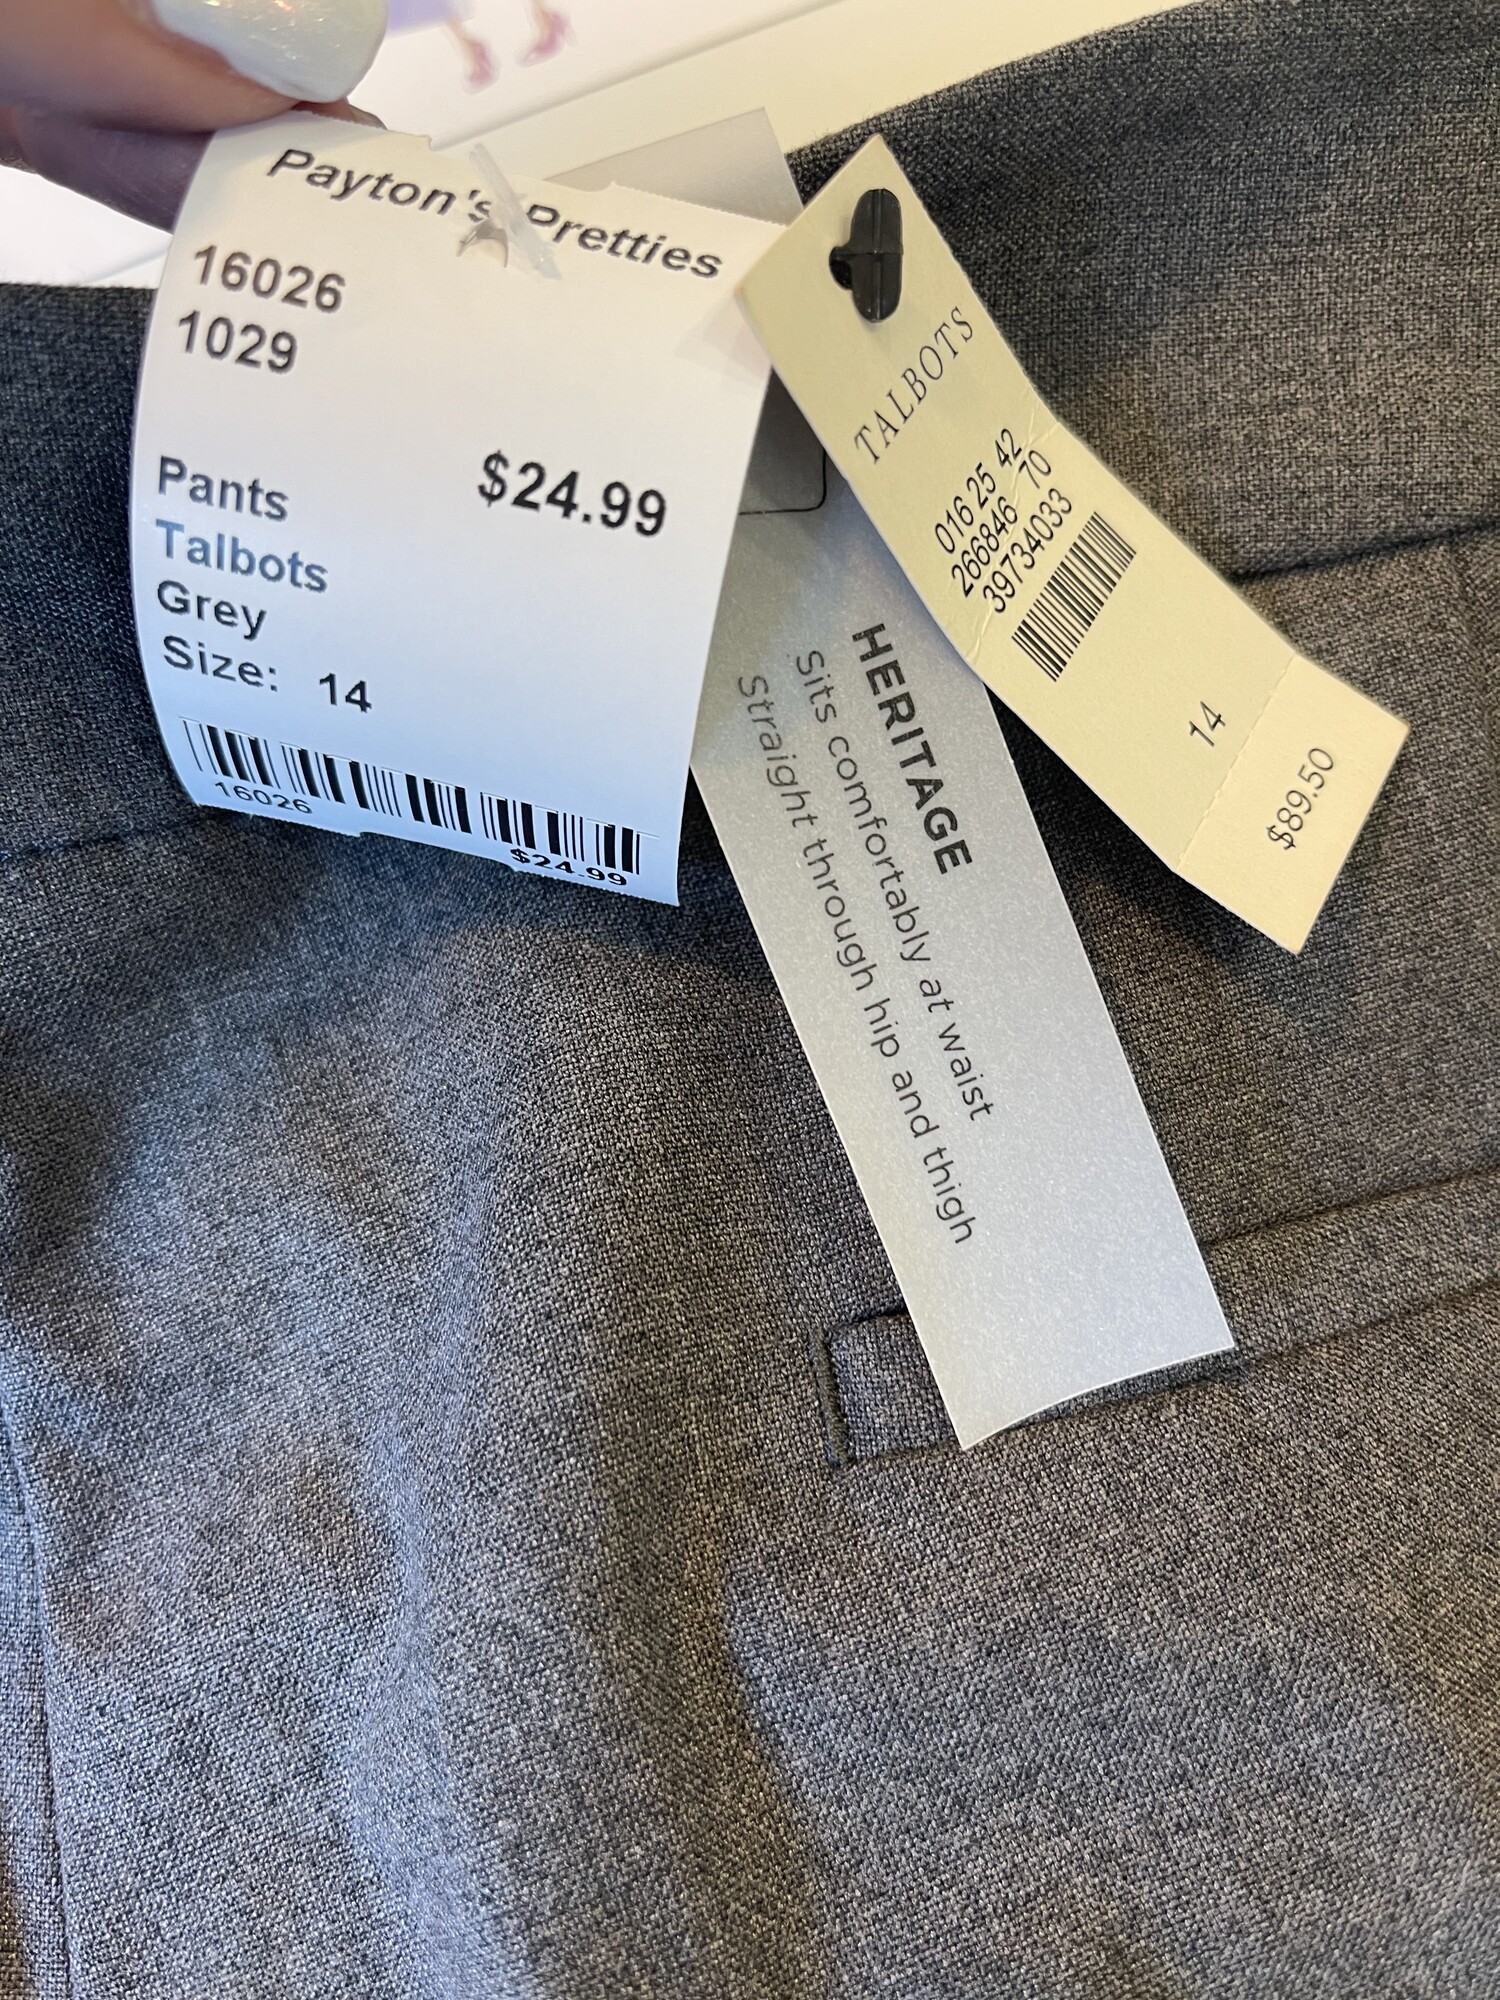 Payton's Pretties
16026
1029
Pants $24.99
Talbots
Grey
Size: 14
16026
$24.99
TALBOTS
016 25 42
266846 70
39734033
14
$89.50
HERITAGE
Sits comfortably at waist
Straight through hip and thigh